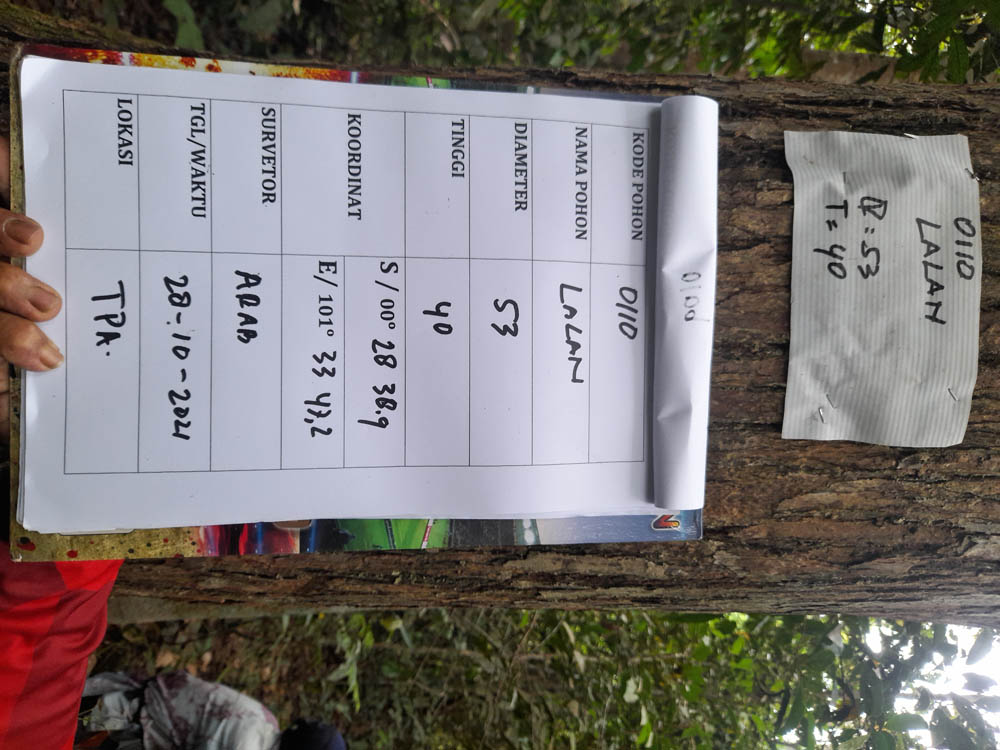 0110
LALAN
Ø = 53
T = 40
KODE POHON 0110
NAMA POHON LALAN
DIAMETER 53
TINGGI 40
KOORDINAT
S / 00° 28 38.9
E/ 101° 33 47,2
SURVETOR ARAB
TGL/WAKTU 28-10-2021
LOKASI TPA.